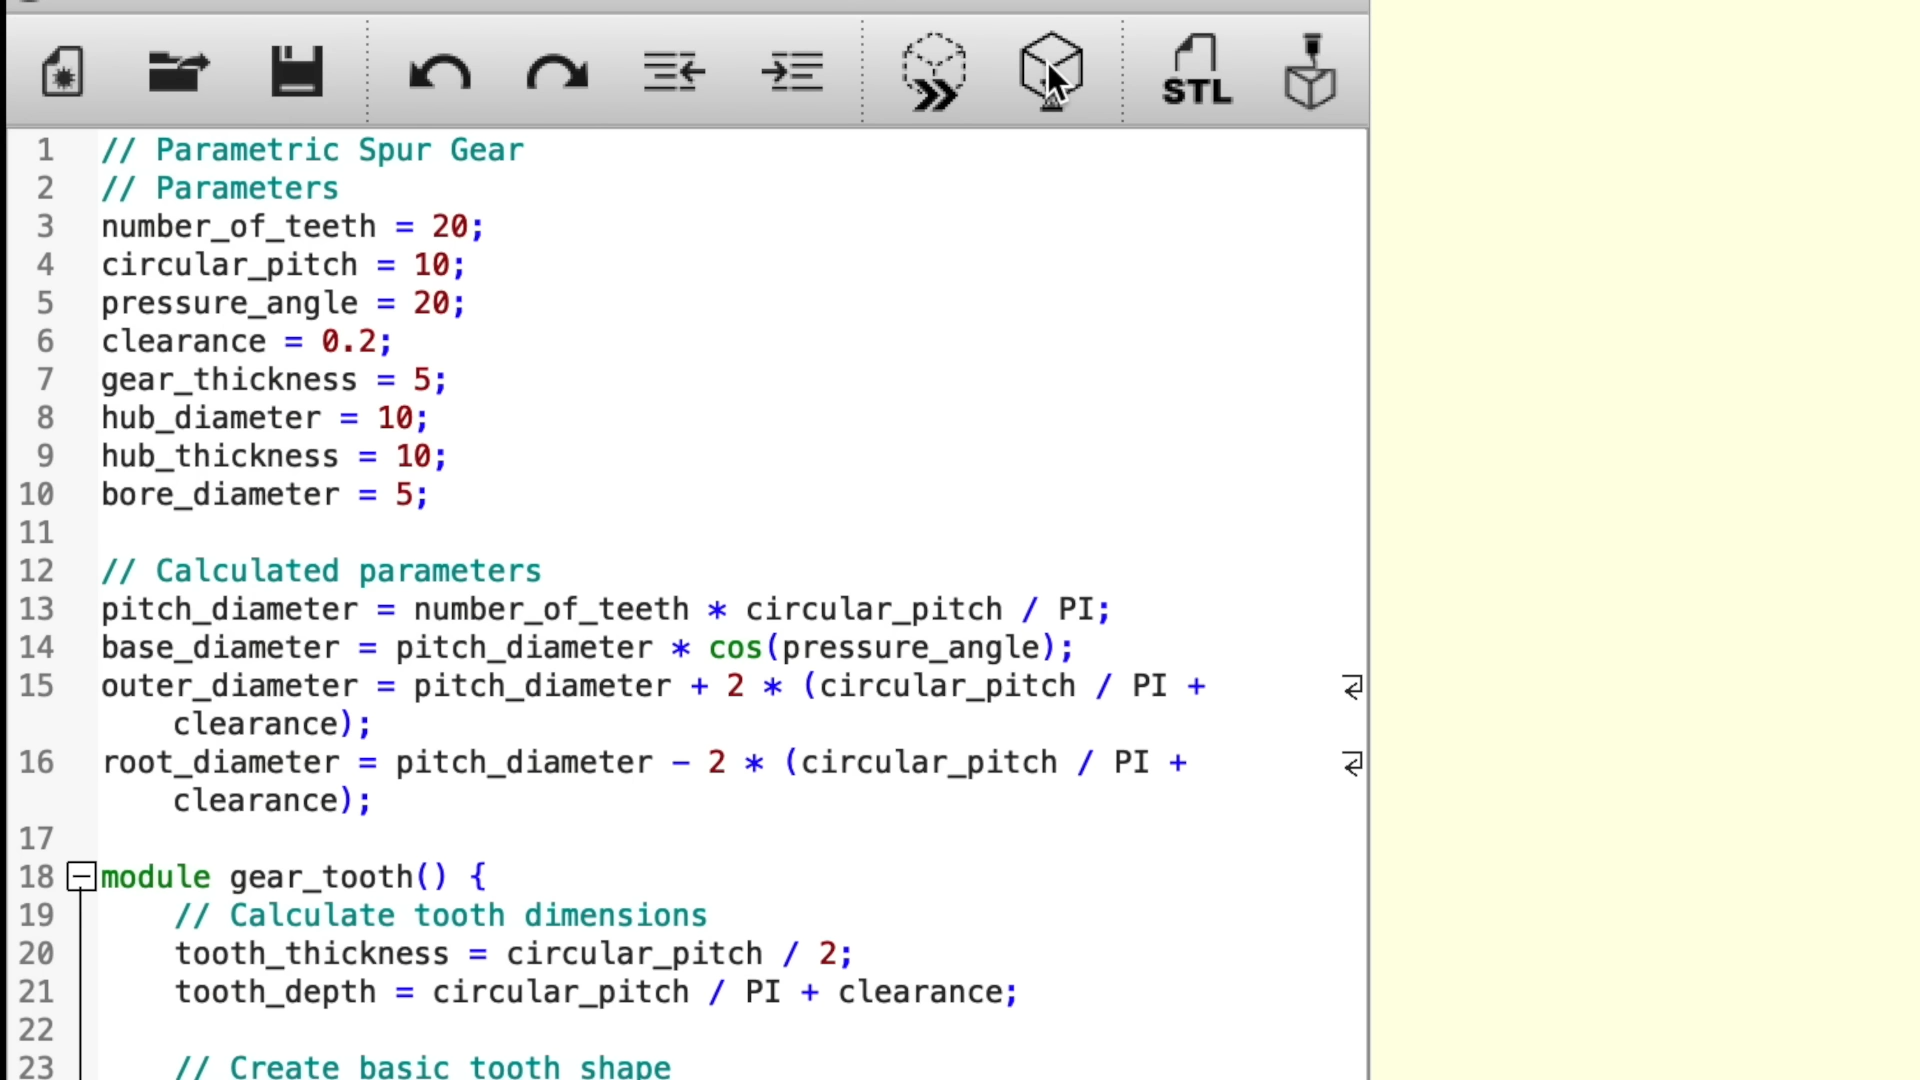 STL
1 // Parametric Spur Gear
2 // Parameters
3 number_of_teeth = 20;
4 circular_pitch = 10;
5 pressure_angle = 20;
6 clearance = 0.2;
7 gear_thickness = 5;
8 hub_diameter = 10;
9 hub_thickness = 10;
10 bore_diameter = 5;
11
12 // Calculated parameters
13 pitch_diameter = number_of_teeth * circular_pitch / PI;
14 base_diameter = pitch_diameter * cos(pressure_angle);
15 outer_diameter = pitch_diameter + 2 * (circular_pitch / PI +
clearance);
16 root_diameter = pitch_diameter - 2 * (circular_pitch / PI +
clearance);
17
18 module gear_tooth() {
19 // Calculate tooth dimensions
20 tooth_thickness = circular_pitch / 2;
21 tooth_depth = circular_pitch / PI + clearance;
22
23 // Create basic tooth shape